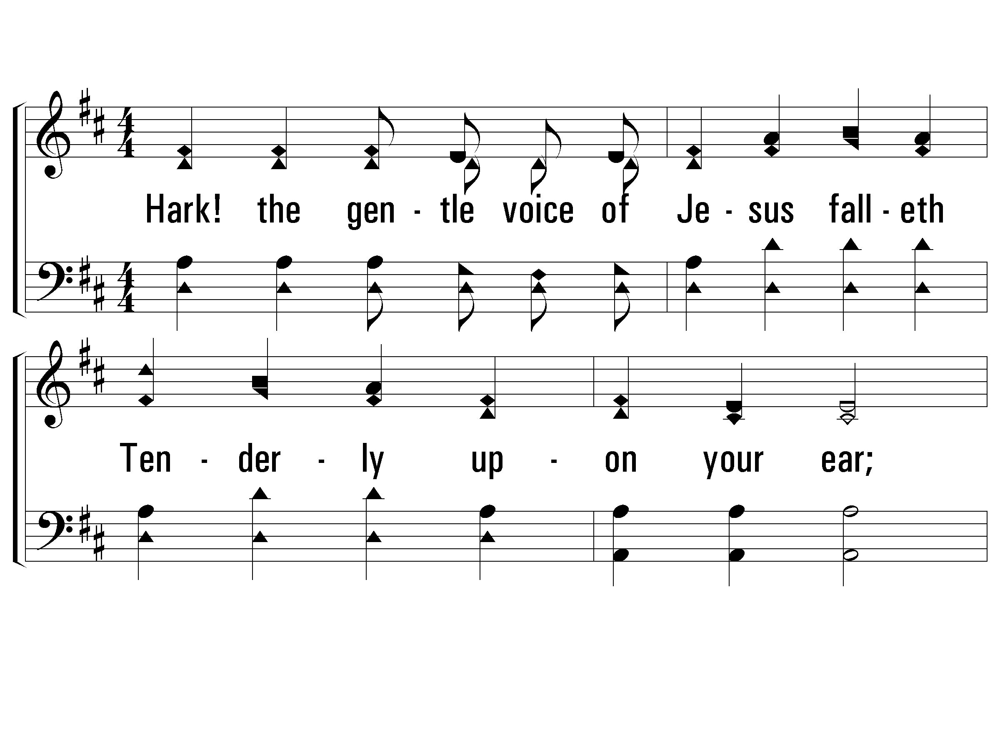 Hark! the gen - tle voice of Je - sus fall - eth
Ten - der - ly up - on your ear;